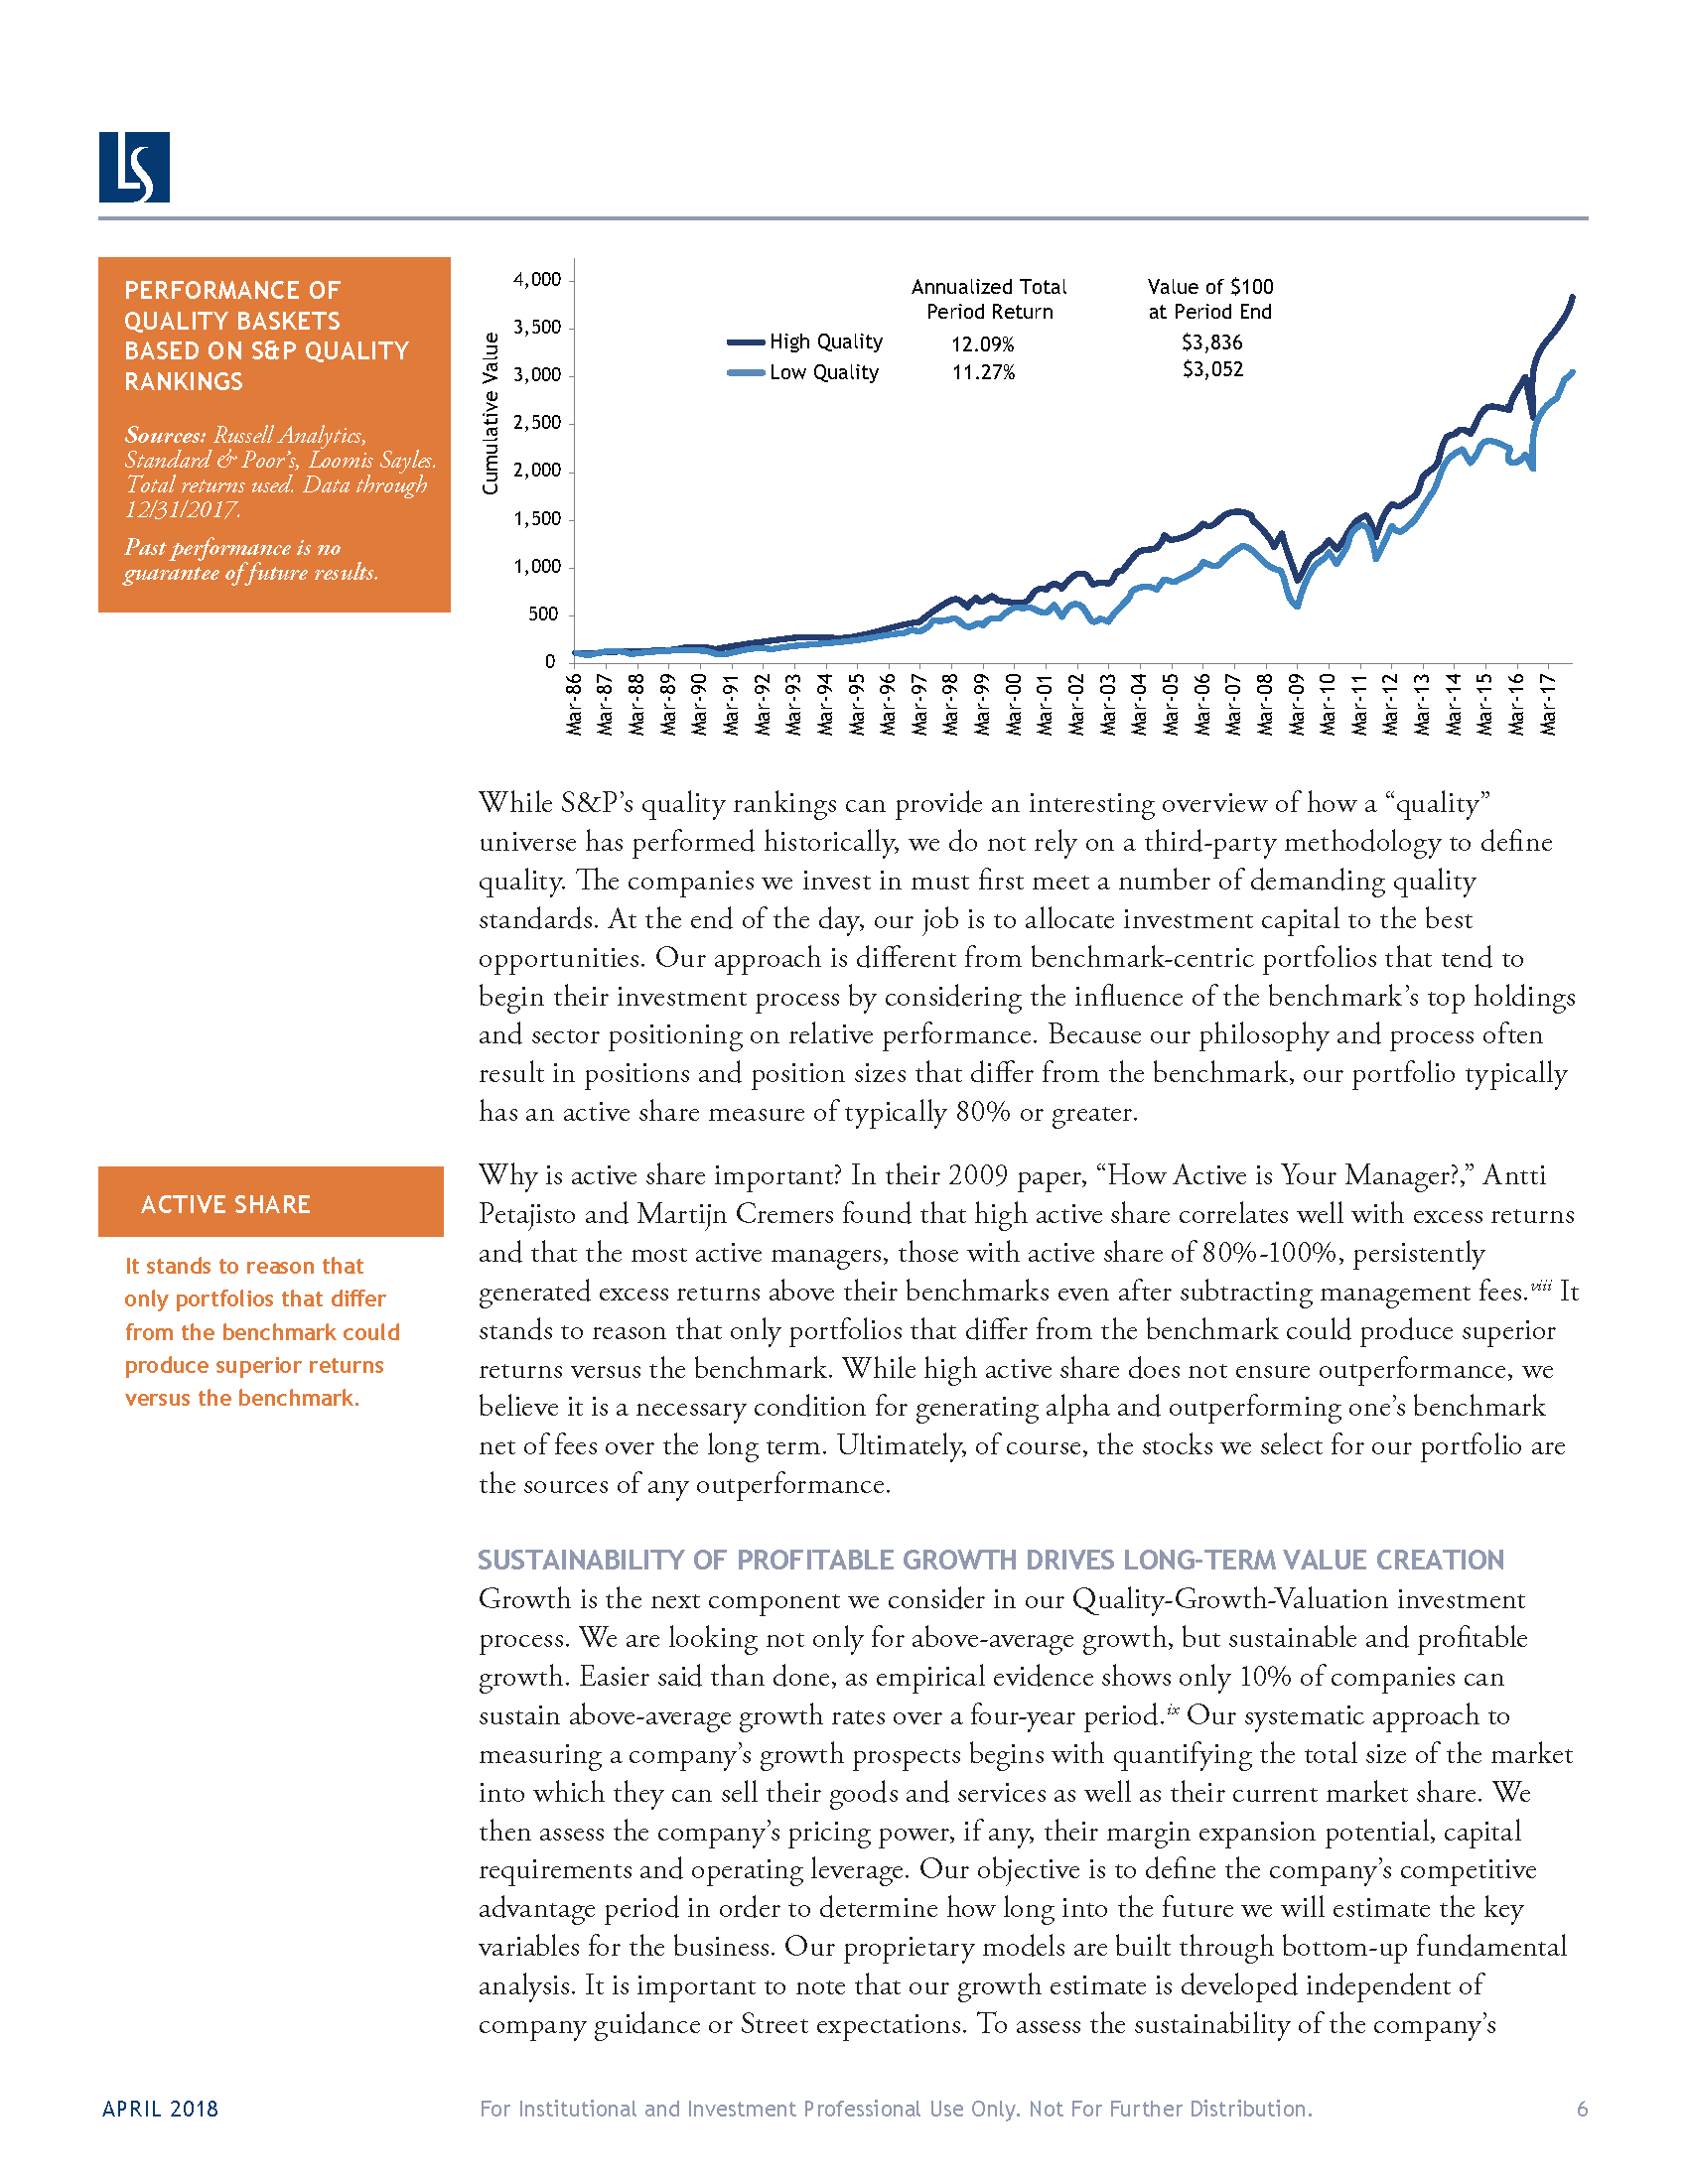 LS
PERFORMANCE OF
QUALITY BASKETS
BASED ON S&P QUALITY
RANKINGS
Sources: Russell Analytics,
Standard & Poor's, Loomis Sayles.
Total returns used. Data through
12/31/2017.
Past performance is no
guarantee of future results.
Cumulative Value
4,000
3,500
3,000
2,500
2,000
1,500
1,000
500
0
Annualized Total
Period Return
Value of $100
at Period End
High Quality 12.09% $3,836
Low Quality 11.27% $3,052
Mar-86
Mar-87
Mar-88
Mar-89
Mar-90
Mar-91
Mar-92
Mar-93
Mar-94
Mar-95
Mar-96
Mar-97
Mar-98
Mar-99
Mar-00
Mar-01
Mar-02
Mar-03
Mar-04
Mar-05
Mar-06
Mar-07
Mar-08
Mar-09
Mar-10
Mar-11
Mar-12
Mar-13
Mar-14
Mar-15
Mar-16
Mar-17
While S&P's quality rankings can provide an interesting overview of how a “quality”
universe has performed historically, we do not rely on a third-party methodology to define
quality. The companies we invest in must first meet a number of demanding quality
standards. At the end of the day, our job is to allocate investment capital to the best
opportunities. Our approach is different from benchmark-centric portfolios that tend to
begin their investment process by considering the influence of the benchmark's top holdings
and sector positioning on relative performance. Because our philosophy and process often
result in positions and position sizes that differ from the benchmark, our portfolio typically
has an active share measure of typically 80% or greater.
ACTIVE SHARE
It stands to reason that
only portfolios that differ
from the benchmark could
produce superior returns
versus the benchmark.
Why is active share important? In their 2009 paper, “How Active is Your Manager?,” Antti
Petajisto and Martijn Cremers found that high active share correlates well with excess returns
and that the most active managers, those with active share of 80%-100%, persistently
generated excess returns above their benchmarks even after subtracting management fees.viii It
stands to reason that only portfolios that differ from the benchmark could produce superior
returns versus the benchmark. While high active share does not ensure outperformance, we
believe it is a necessary condition for generating alpha and outperforming one's benchmark
net of fees over the long term. Ultimately, of course, the stocks we select for our portfolio are
the sources of any outperformance.
SUSTAINABILITY OF PROFITABLE GROWTH DRIVES LONG-TERM VALUE CREATION
Growth is the next component we consider in our Quality-Growth-Valuation investment
process. We are looking not only for above-average growth, but sustainable and profitable
growth. Easier said than done, as empirical evidence shows only 10% of companies can
sustain above-average growth rates over a four-year period.ix Our systematic approach to
measuring a company's growth prospects begins with quantifying the total size of the market
into which they can sell their goods and services as well as their current market share. We
then assess the company's pricing power, if any, their margin expansion potential, capital
requirements and operating leverage. Our objective is to define the company's competitive
advantage period in order to determine how long into the future we will estimate the key
variables for the business. Our proprietary models are built through bottom-up fundamental
analysis. It is important to note that our growth estimate is developed independent of
company guidance or Street expectations. To assess the sustainability of the company's
APRIL 2018
For Institutional and Investment Professional Use Only. Not For Further Distribution.
6